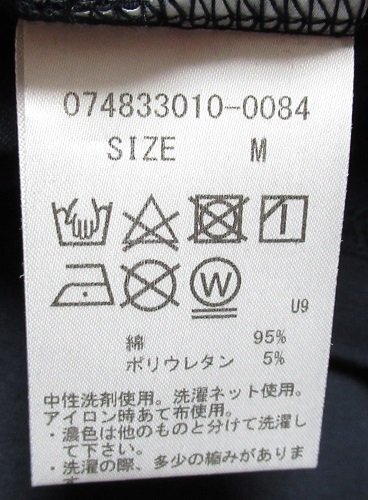 074833010-0084
SIZE M
W
U9
綿 95%
ポリウレタン 5%
中性洗剤使用。洗濯ネット使用。
アイロン時あて布使用。
・濃色は他のものと分けて洗濯し
て下さい。
・洗濯の際、多少の縮みがありま